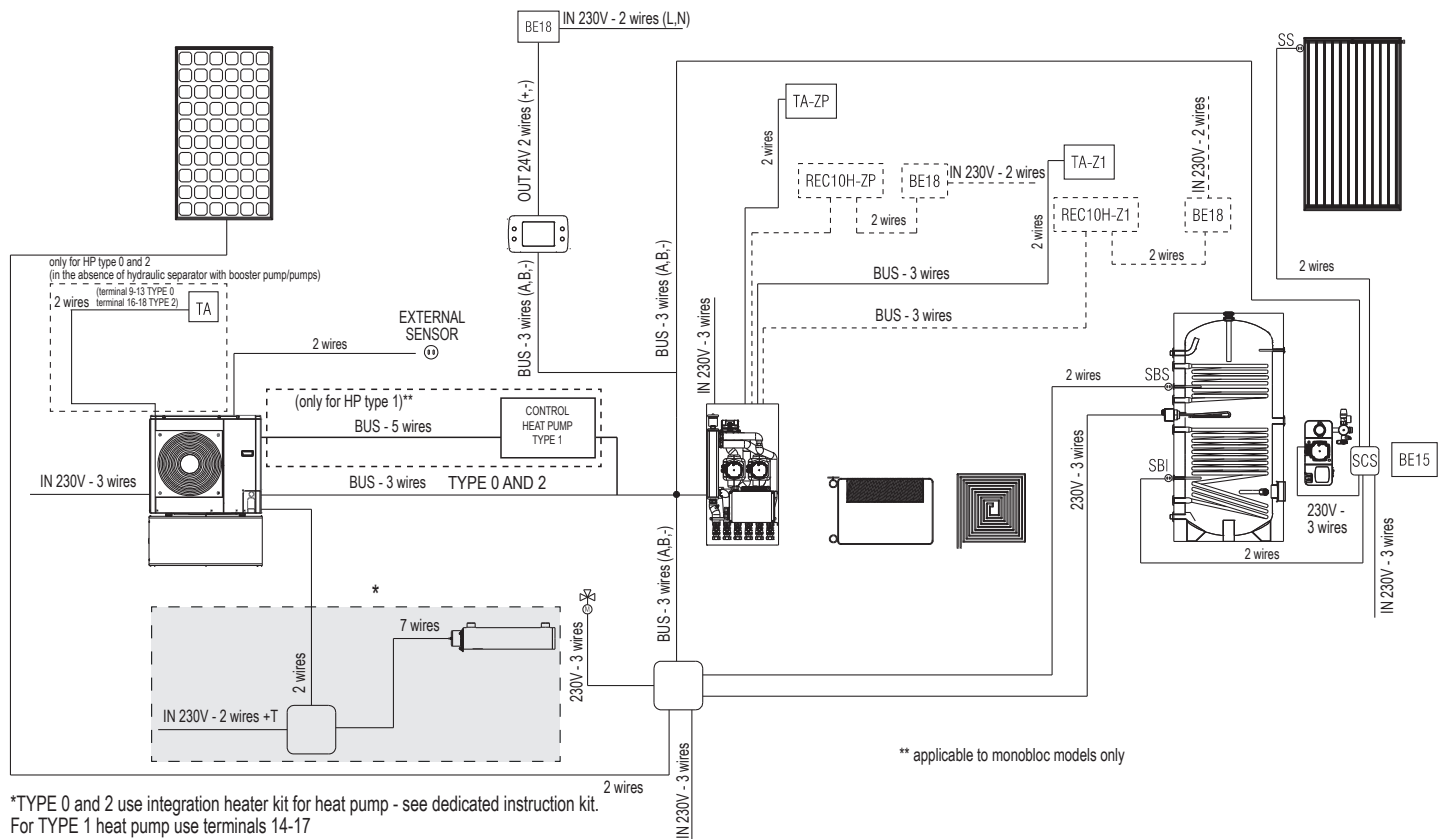 BE18
IN 230V - 2 wires (L,N)
OUT 24V 2 wires (+,-)
BUS - 3 wires (A,B,-)
BUS - 3 wires (A,B,-)
TA-ZP
2 wires
REC10H-ZP
BE18
IN 230V - 2 wires
2 wires
TA-Z1
2 wires
REC10H-Z1
BE18
IN 230V - 2 wires
2 wires
BUS - 3 wires
BUS - 3 wires
IN 230V - 3 wires
SS
2 wires
only for HP type 0 and 2
(in the absence of hydraulic separator with booster pump/pumps)
2 wires
(terminal 9-13 TYPE 0
terminal 16-18 TYPE 2)
TA
EXTERNAL
SENSOR
2 wires
(only for HP type 1)**
BUS - 5 wires
CONTROL
HEAT PUMP
TYPE 1
IN 230V - 3 wires
BUS - 3 wires
TYPE 0 AND 2
2 wires
SBS
SBI
230V - 3 wires
SCS
BE15
230V -
3 wires
2 wires
IN 230V - 3 wires
BUS - 3 wires (A,B,-)
*
7 wires
2 wires
IN 230V - 2 wires +T
M
230V - 3 wires
2 wires
IN 230V - 3 wires
** applicable to monobloc models only
*TYPE 0 and 2 use integration heater kit for heat pump - see dedicated instruction kit.
For TYPE 1 heat pump use terminals 14-17